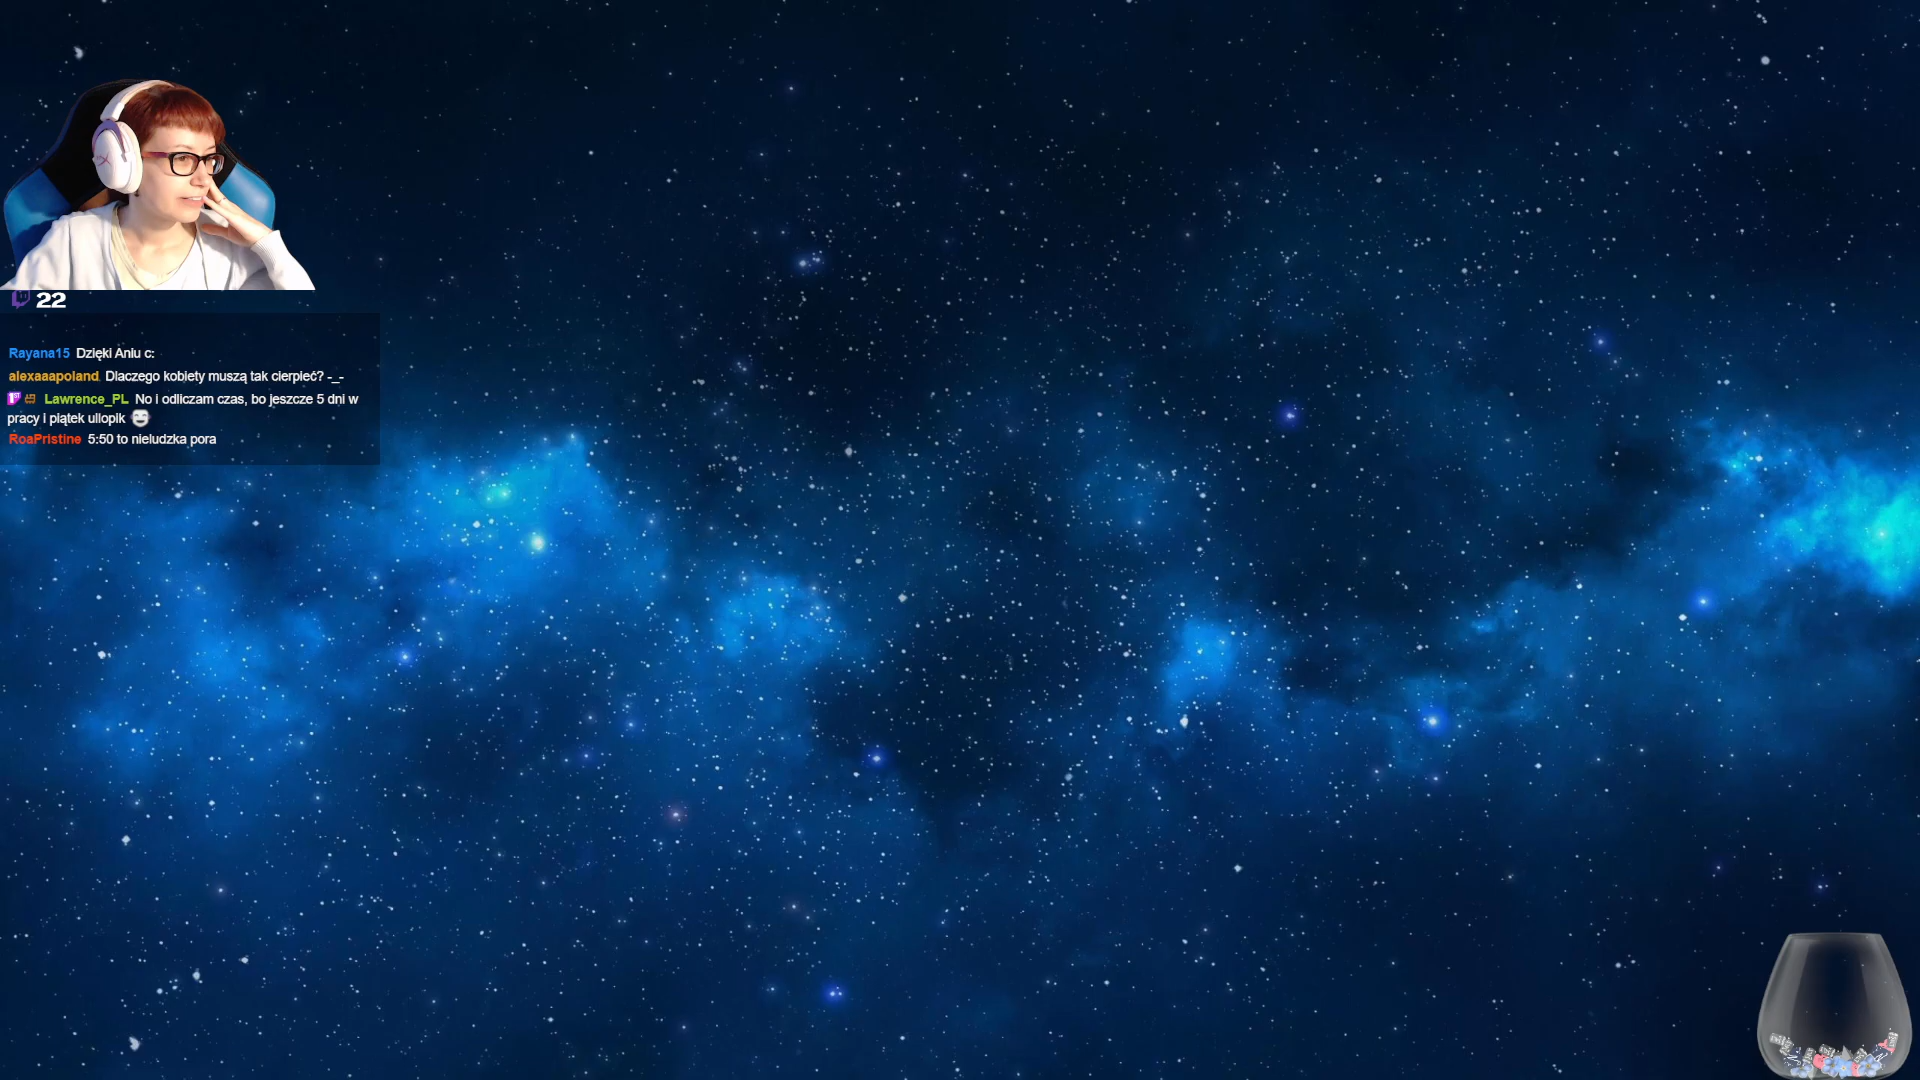 22
Rayana15 Dzięki Aniu c:
alexaaapoland Dlaczego kobiety muszą tak cierpieć? -_-
Lawrence_PL No i odliczam czas, bo jeszcze 5 dni w
pracy i piątek ullopik
RoaPristine 5:50 to nieludzka pora